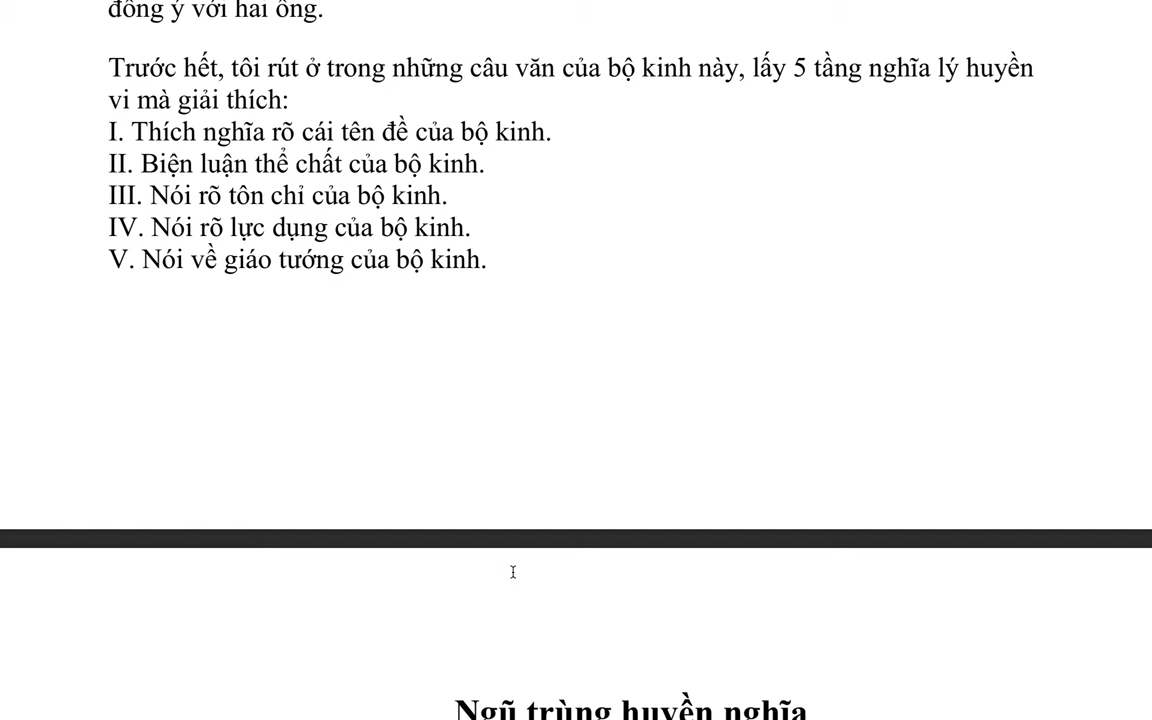 đồng ý với hai ông.
Trước hết, tôi rút ở trong những câu văn của bộ kinh này, lấy 5 tầng nghĩa lý huyền
vi mà giải thích:
I. Thích nghĩa rõ cái tên đề của bộ kinh.
II. Biện luận thể chất của bộ kinh.
III. Nói rõ tôn chỉ của bộ kinh.
IV. Nói rõ lực dụng của bộ kinh.
V. Nói về giáo tướng của bộ kinh.
Ngũ trùng huyền nghĩa